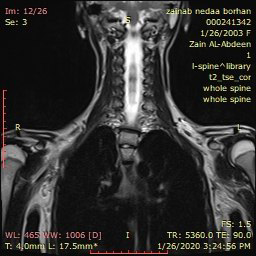 Im: 12/26
Se: 3
zainab nedaa borhan
000241342
1/26/2003 F
Zain AL-Abdeen
1
l-spine^library
t2_tse_cor
whole spine
whole spine
S
R
L
I
WL: 465 WW: 1006 [D]
T: 4.0mm L: 17.5mm*
FS: 1.5
TR: 5360.0 TE: 90.0
1/26/2020 3:24:56 PM